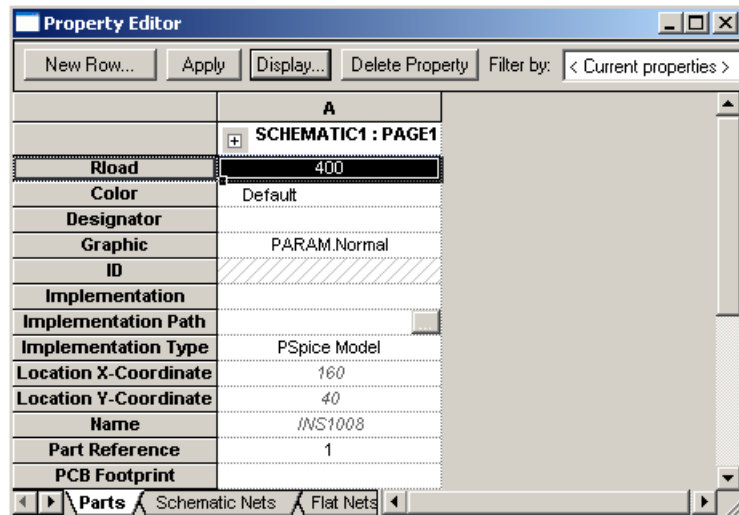 Property Editor
New Row... Apply Display... Delete Property Filter by: < Current properties >
A
SCHEMATIC1 : PAGE1
Rload 400
Color Default
Designator
Graphic PARAM.Normal
ID
Implementation
Implementation Path ...
Implementation Type PSpice Model
Location X-Coordinate 160
Location Y-Coordinate 40
Name INS1008
Part Reference 1
PCB Footprint
Parts Schematic Nets Flat Nets